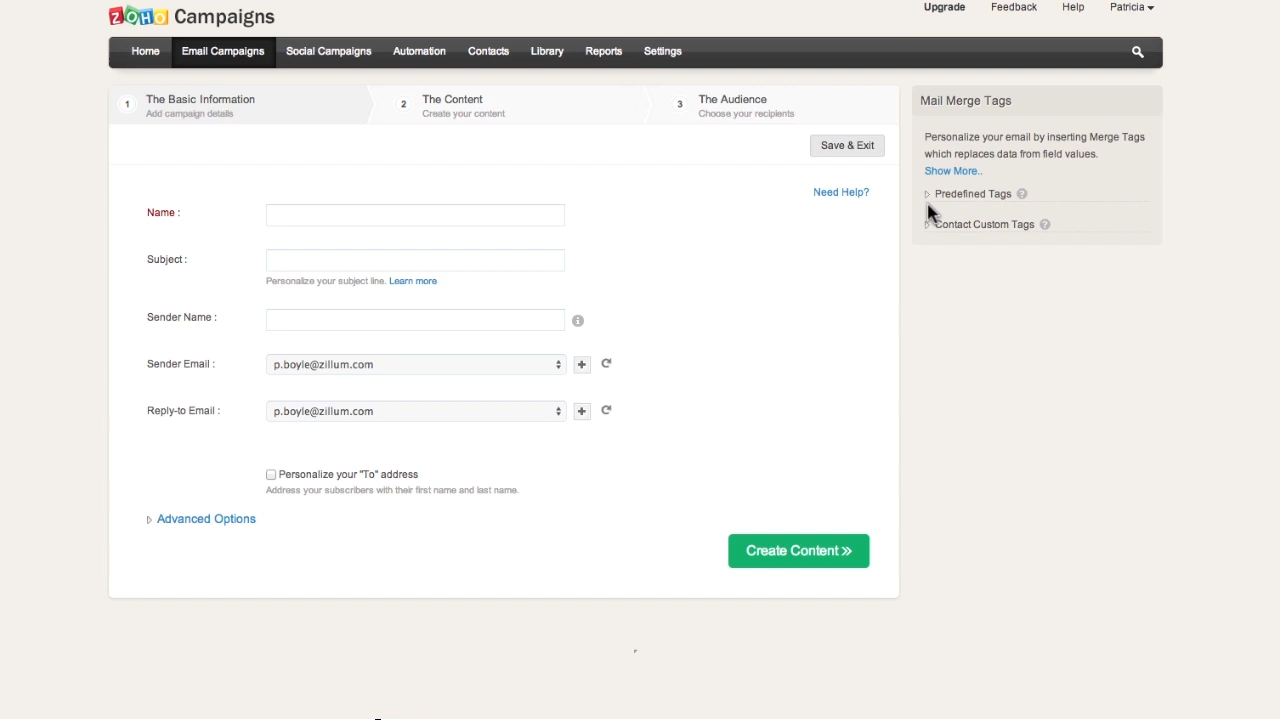 ZOHO Campaigns
Upgrade Feedback Help Patricia
Home Email Campaigns Social Campaigns Automation Contacts Library Reports Settings
1 The Basic Information
Add campaign details
2 The Content
Create your content
3 The Audience
Choose your recipients
Save & Exit
Need Help?
Name :
Subject :
Personalize your subject line. Learn more
Sender Name :
Sender Email :
p.boyle@zillum.com
Reply-to Email :
p.boyle@zillum.com
Personalize your "To" address
Address your subscribers with their first name and last name.
Advanced Options
Create Content »
Mail Merge Tags
Personalize your email by inserting Merge Tags
which replaces data from field values.
Show More..
Predefined Tags ?
Contact Custom Tags ?